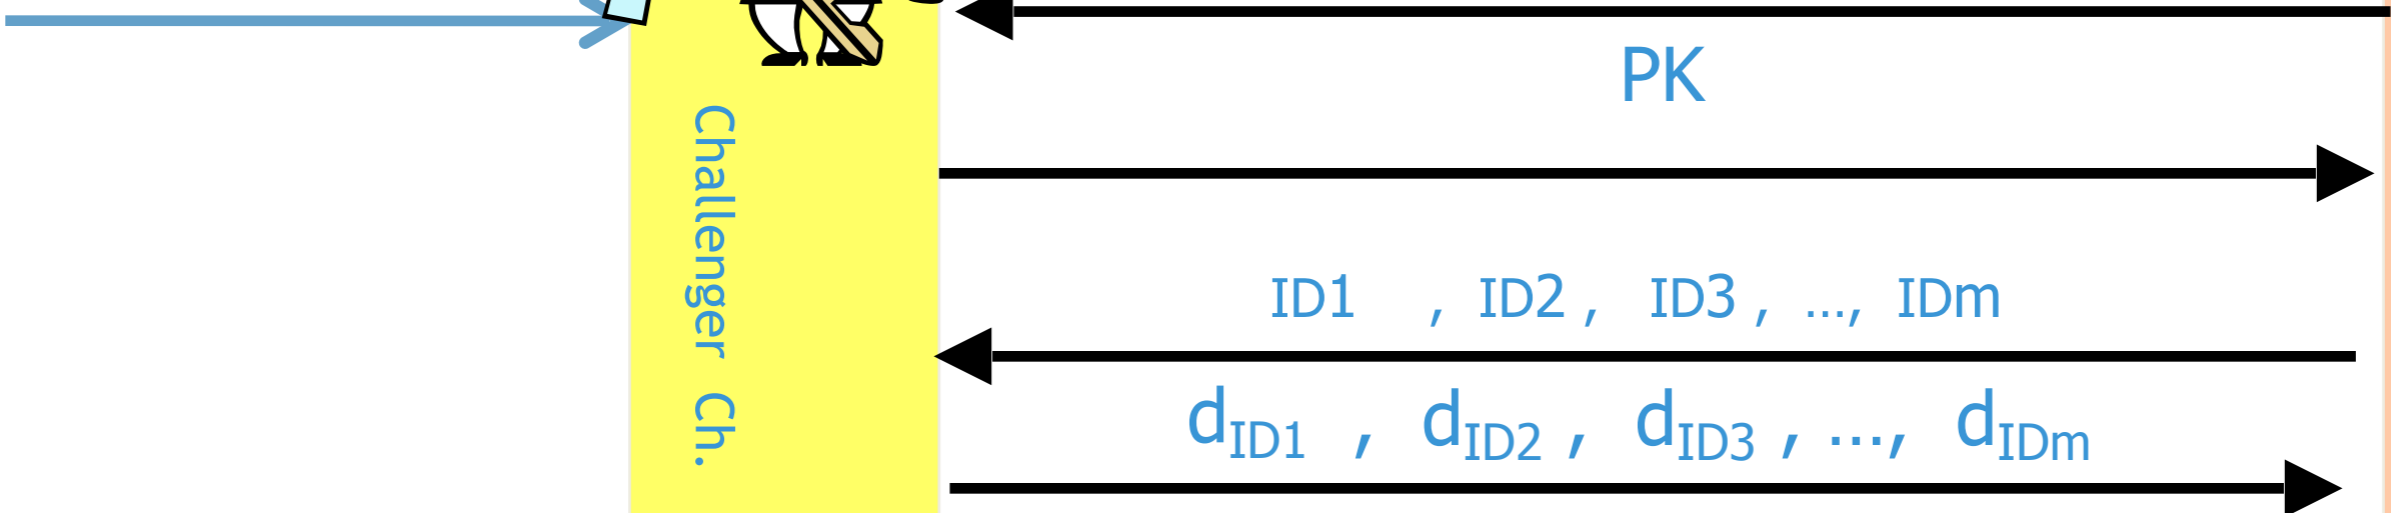 PK
Challenger Ch.
ID1 , ID2 , ID3 , ..., IDm
dID1 , dID2 , dID3 , ..., dIDm